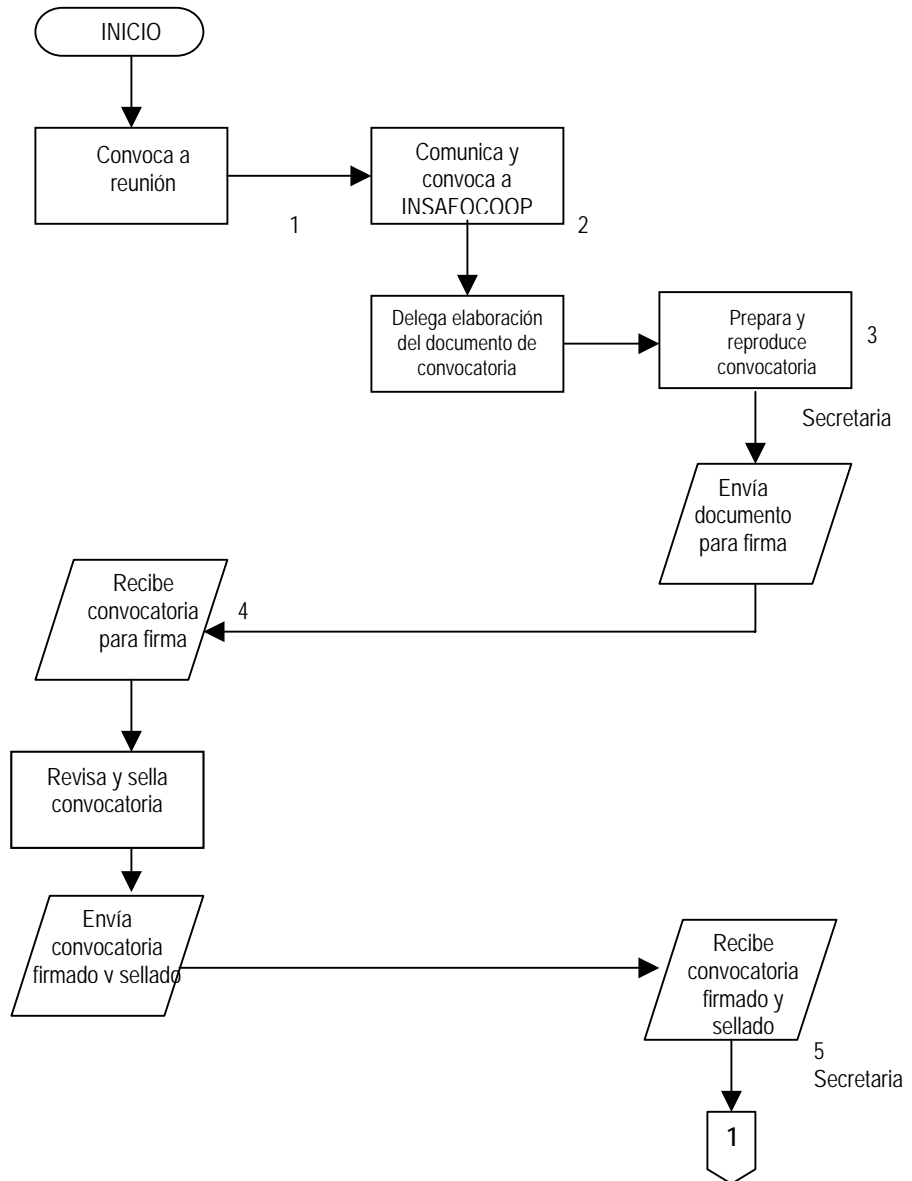 INICIO
Convoca a
reunión
1
Comunica y
convoca a
INSAFOCOOP
2
Delega elaboración
del documento de
convocatoria
Prepara y
reproduce
convocatoria
3
Secretaria
Envía
documento
para firma
Recibe
convocatoria
para firma
4
Revisa y sella
convocatoria
Envía
convocatoria
firmado y sellado
Recibe
convocatoria
firmado y
sellado
5
Secretaria
1